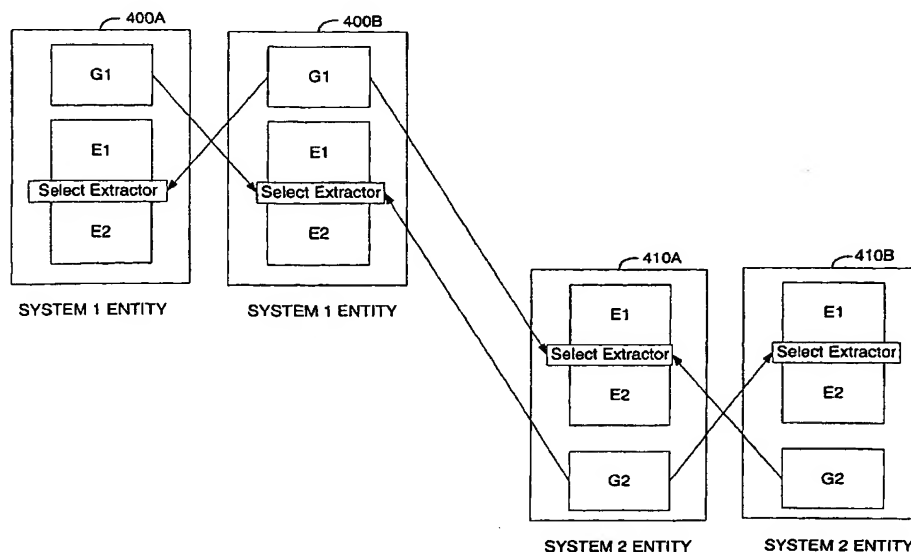 400A
400B
G1
G1
E1
E1
Select Extractor
Select Extractor
E2
E2
SYSTEM 1 ENTITY
SYSTEM 1 ENTITY
410A
410B
E1
E1
Select Extractor
Select Extractor
E2
E2
G2
G2
SYSTEM 2 ENTITY
SYSTEM 2 ENTITY